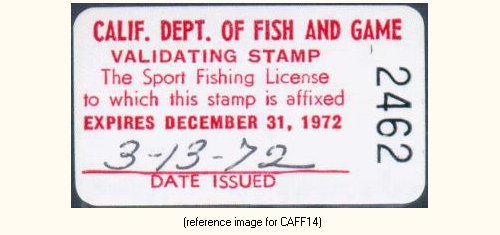 CALIF. DEPT. OF FISH AND GAME
VALIDATING STAMP
The Sport Fishing License
to which this stamp is affixed
EXPIRES DECEMBER 31, 1972
3-13-72
DATE ISSUED
2462
(reference image for CAFF14)